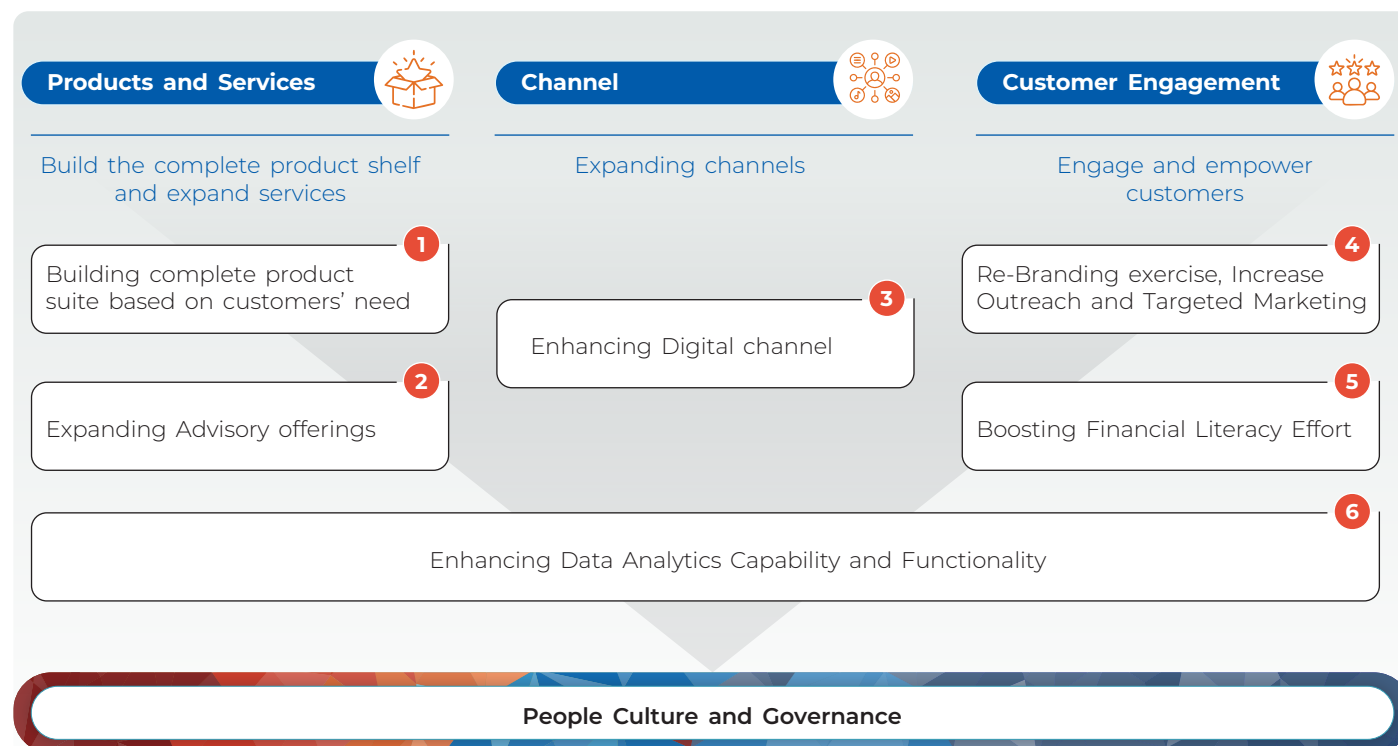 Products and Services
Build the complete product shelf
and expand services
1
Building complete product
suite based on customers’ need
2
Expanding Advisory offerings
Channel
Expanding channels
3
Enhancing Digital channel
Customer Engagement
Engage and empower
customers
4
Re-Branding exercise, Increase
Outreach and Targeted Marketing
5
Boosting Financial Literacy Effort
6
Enhancing Data Analytics Capability and Functionality
People Culture and Governance